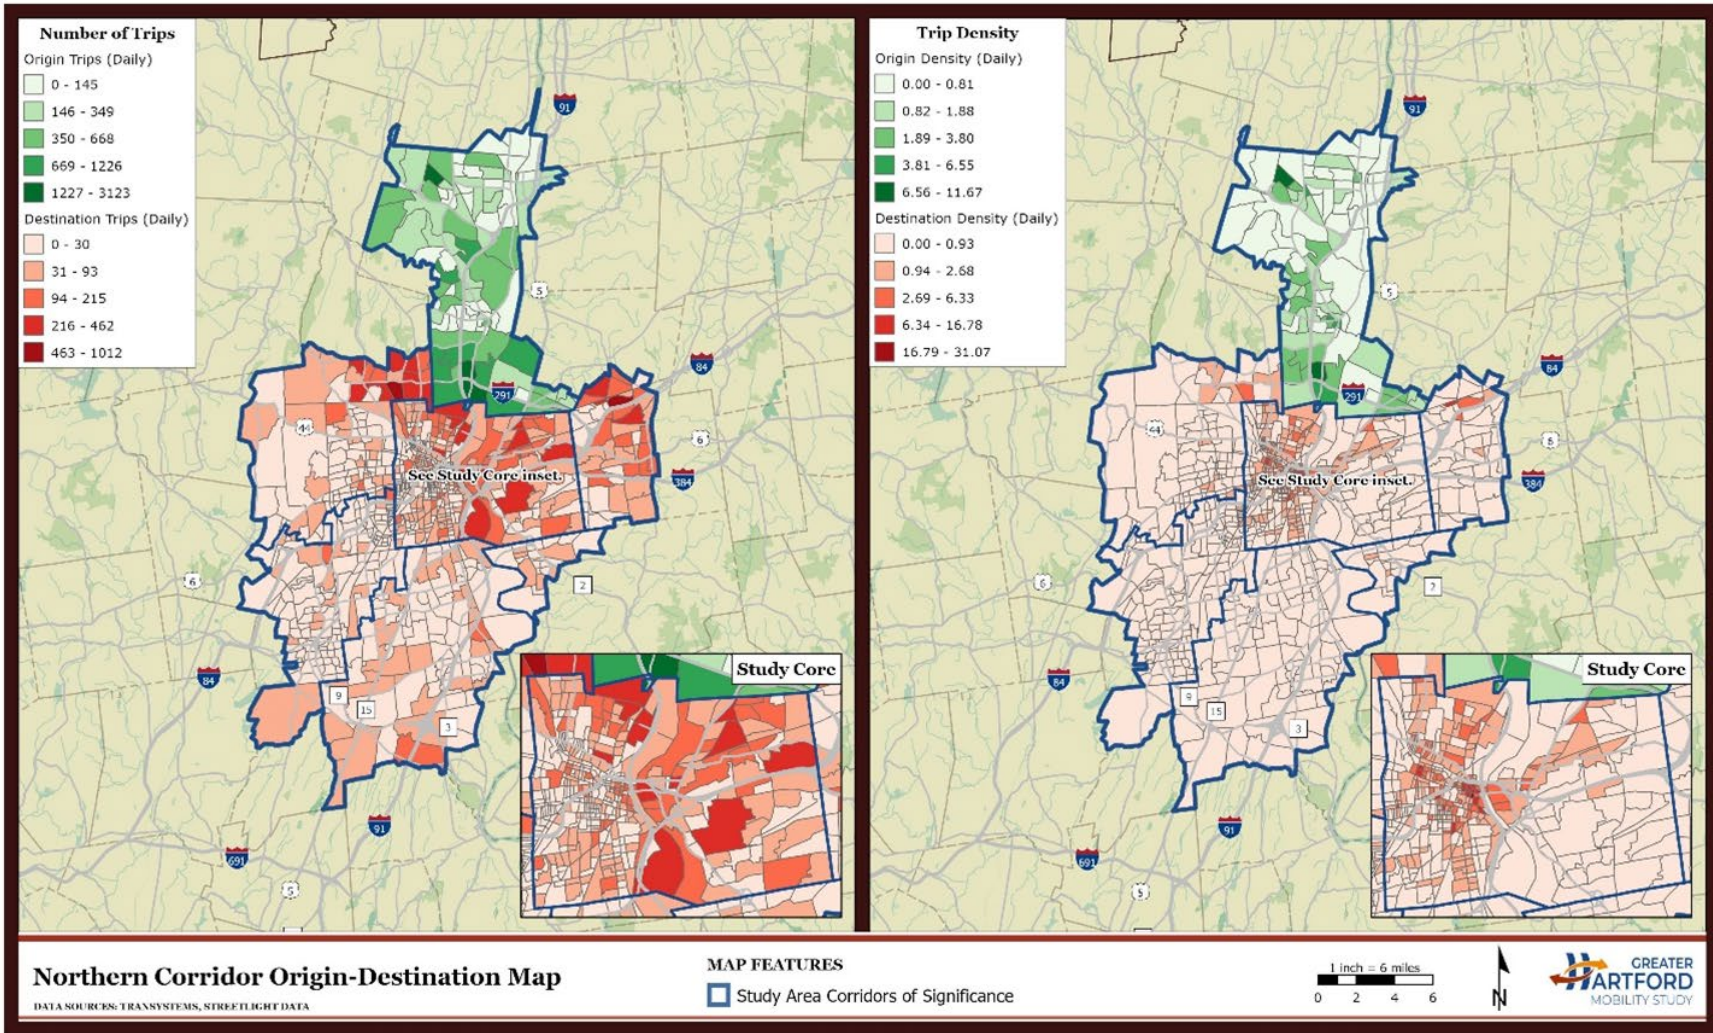 Number of Trips
Origin Trips (Daily)
0 - 145
146 - 349
350 - 668
669 - 1226
1227 - 3123
Destination Trips (Daily)
0 - 30
31 - 93
94 - 215
216 - 462
463 - 1012
91
5
84
291
44
6
See Study Core inset.
384
6
2
84
9
15
3
91
691
5
Study Core
Trip Density
Origin Density (Daily)
0.00 - 0.81
0.82 - 1.88
1.89 - 3.80
3.81 - 6.55
6.56 - 11.67
Destination Density (Daily)
0.00 - 0.93
0.94 - 2.68
2.69 - 6.33
6.34 - 16.78
16.79 - 31.07
91
5
84
291
44
6
See Study Core inset.
384
6
2
84
9
15
3
91
691
5
Study Core
Northern Corridor Origin-Destination Map
DATA SOURCES: TRANSYSTEMS, STREETLIGHT DATA
MAP FEATURES
Study Area Corridors of Significance
1 inch = 6 miles
0 2 4 6
N
GREATER
HARTFORD
MOBILITY STUDY